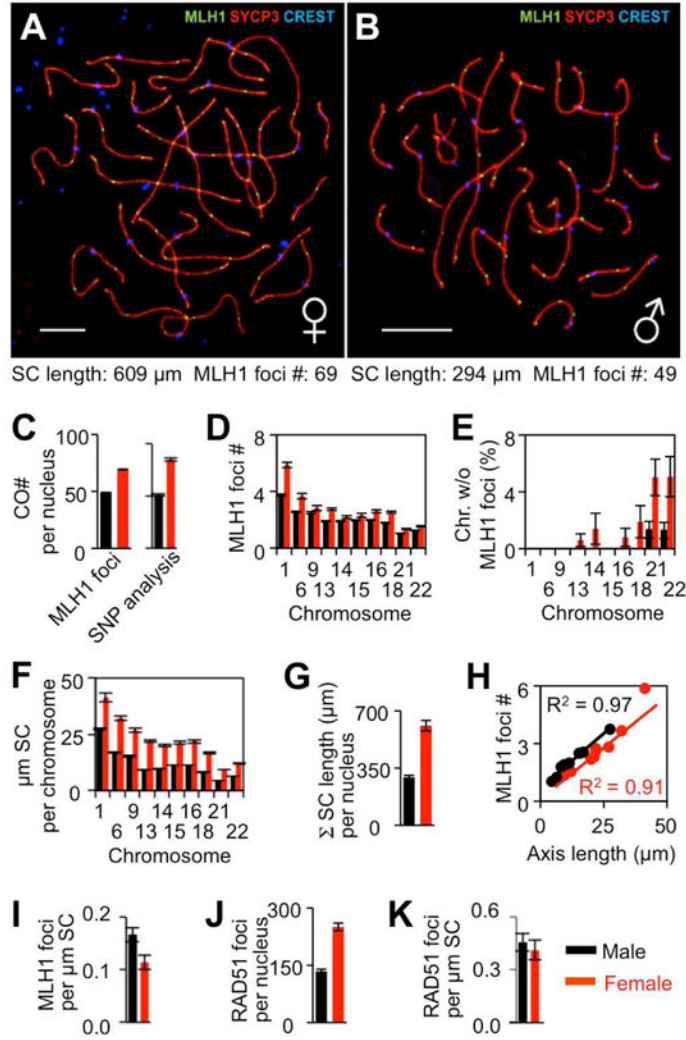 MLH1 SYCP3 CREST
A
♀
MLH1 SYCP3 CREST
B
♂
SC length: 609 µm MLH1 foci #: 69
SC length: 294 µm MLH1 foci #: 49
C
CO#
per nucleus
100
50
0
MLH1 foci
SNP analysis
D
MLH1 foci #
8
4
0
1 9 14 16 21
6 13 15 18 22
Chromosome
E
Chr. w/o
MLH1 foci (%)
8
4
0
1 9 14 16 21
6 13 15 18 22
Chromosome
F
µm SC
per chromosome
50
25
0
1 9 14 16 21
6 13 15 18 22
Chromosome
G
Σ SC length (µm)
per nucleus
700
350
0
H
MLH1 foci #
6
3
0
R² = 0.97
R² = 0.91
0 25 50
Axis length (µm)
I
MLH1 foci
per µm SC
0.2
0.1
0.0
J
RAD51 foci
per nucleus
300
150
0
K
RAD51 foci
per µm SC
0.6
0.3
0.0
Male
Female